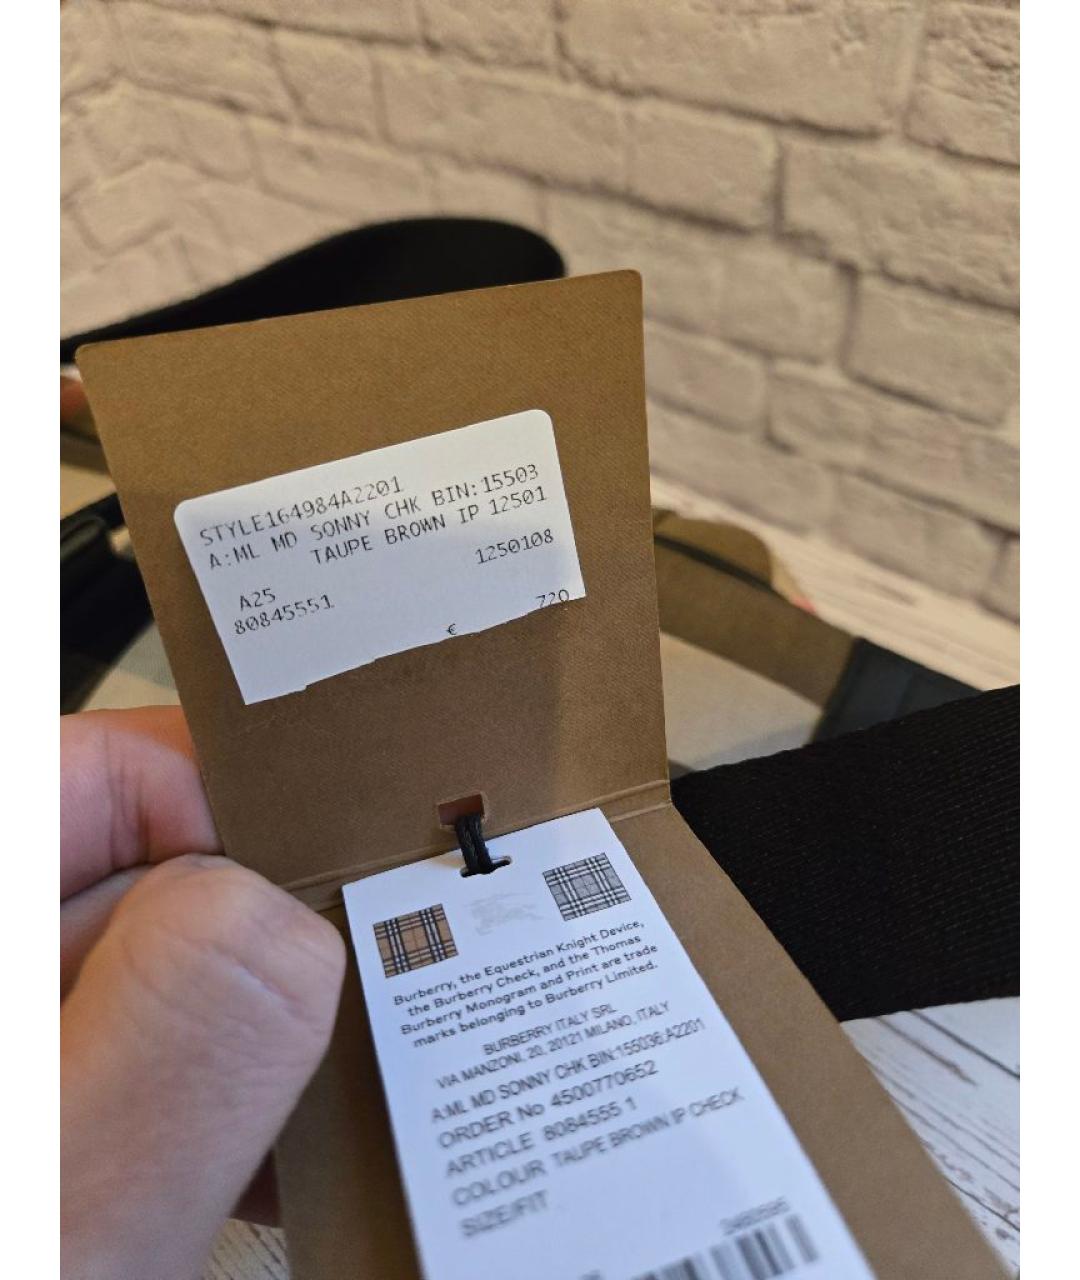 STYLE164984A2201
A:ML MD SONNY CHK BIN:15503
TAUPE BROWN IP 12501
1250108
A25
80845551
€ 720
Burberry, the Equestrian Knight Device,
the Burberry Check, and the Thomas
Burberry Monogram and Print are trade
marks belonging to Burberry Limited.
BURBERRY ITALY SRL
VIA MANZONI, 20, 20121 MILANO, ITALY
A:ML MD SONNY CHK BIN:155036:A2201
ORDER No 4500770652
ARTICLE 8084555 1
COLOUR TAUPE BROWN IP CHECK
SIZE/FIT